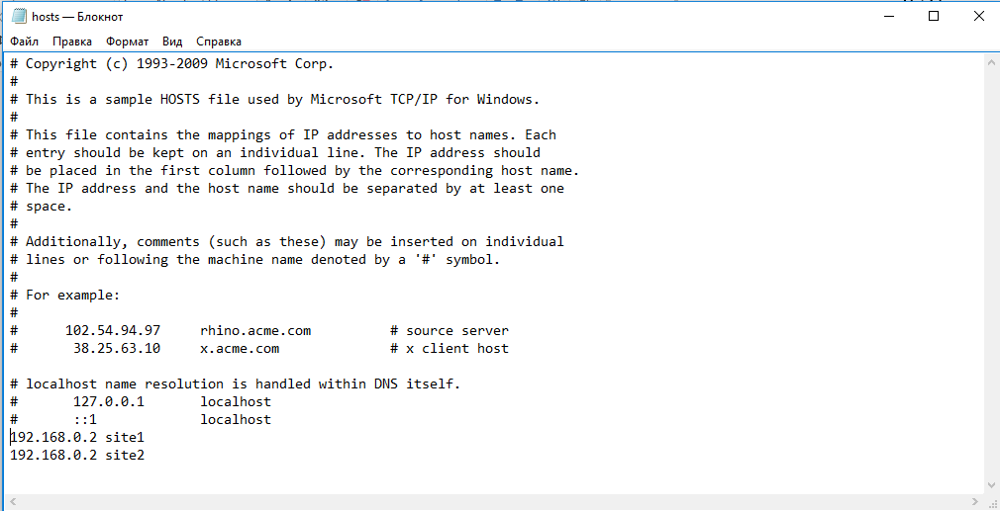 hosts — Блокнот
Файл Правка Формат Вид Справка
# Copyright (c) 1993-2009 Microsoft Corp.
#
# This is a sample HOSTS file used by Microsoft TCP/IP for Windows.
#
# This file contains the mappings of IP addresses to host names. Each
# entry should be kept on an individual line. The IP address should
# be placed in the first column followed by the corresponding host name.
# The IP address and the host name should be separated by at least one
# space.
#
# Additionally, comments (such as these) may be inserted on individual
# lines or following the machine name denoted by a '#' symbol.
#
# For example:
#
#      102.54.94.97     rhino.acme.com          # source server
#       38.25.63.10     x.acme.com              # x client host

# localhost name resolution is handled within DNS itself.
#       127.0.0.1       localhost
#       ::1             localhost
192.168.0.2 site1
192.168.0.2 site2